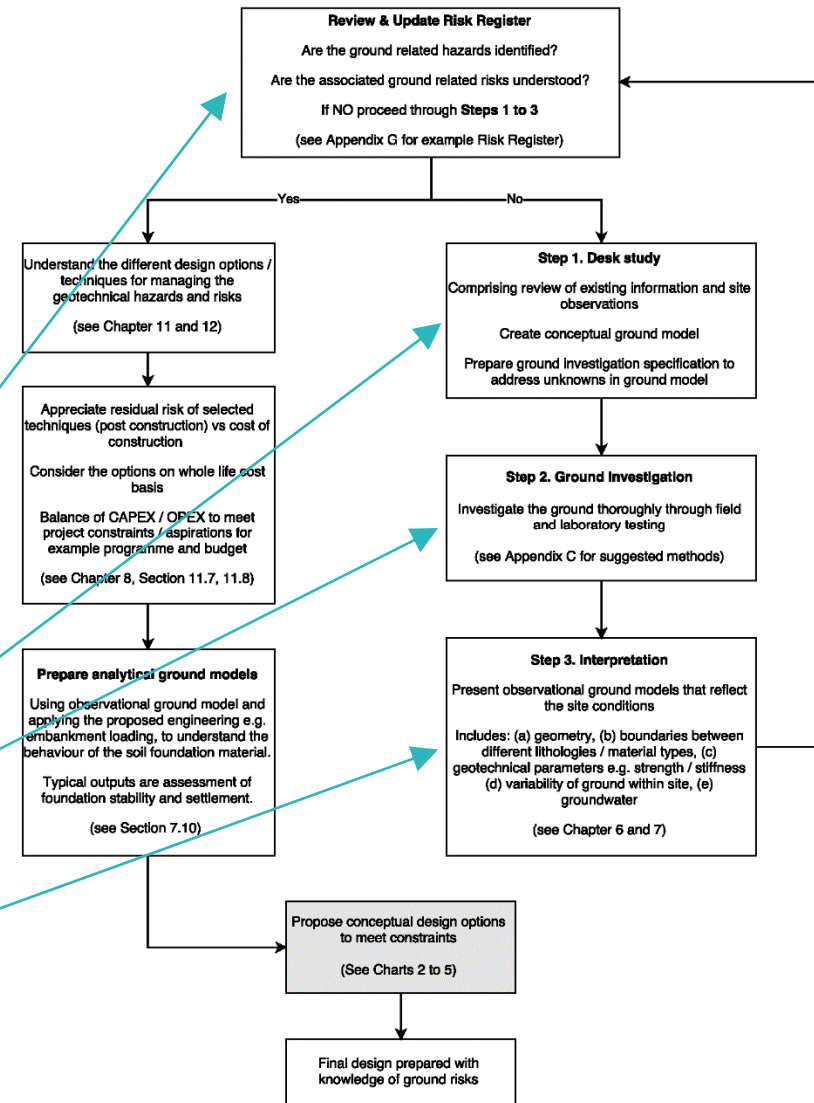 Review & Update Risk Register
Are the ground related hazards identified?
Are the associated ground related risks understood?
If NO proceed through Steps 1 to 3
(see Appendix G for example Risk Register)
Yes
No
Understand the different design options /
techniques for managing the
geotechnical hazards and risks
(see Chapter 11 and 12)
Appreciate residual risk of selected
techniques (post construction) vs cost of
construction
Consider the options on whole life cost
basis
Balance of CAPEX / OPEX to meet
project constraints / aspirations for
example programme and budget
(see Chapter 8, Section 11.7, 11.8)
Prepare analytical ground models
Using observational ground model and
applying the proposed engineering e.g.
embankment loading, to understand the
behaviour of the soil foundation material.
Typical outputs are assessment of
foundation stability and settlement.
(see Section 7.10)
Step 1. Desk study
Comprising review of existing information and site
observations
Create conceptual ground model
Prepare ground investigation specification to
address unknowns in ground model
Step 2. Ground Investigation
Investigate the ground thoroughly through field
and laboratory testing
(see Appendix C for suggested methods)
Step 3. Interpretation
Present observational ground models that reflect
the site conditions
Includes: (a) geometry, (b) boundaries between
different lithologies / material types, (c)
geotechnical parameters e.g. strength / stiffness
(d) variability of ground within site, (e)
groundwater
(see Chapter 6 and 7)
Propose conceptual design options
to meet constraints
(See Charts 2 to 5)
Final design prepared with
knowledge of ground risks